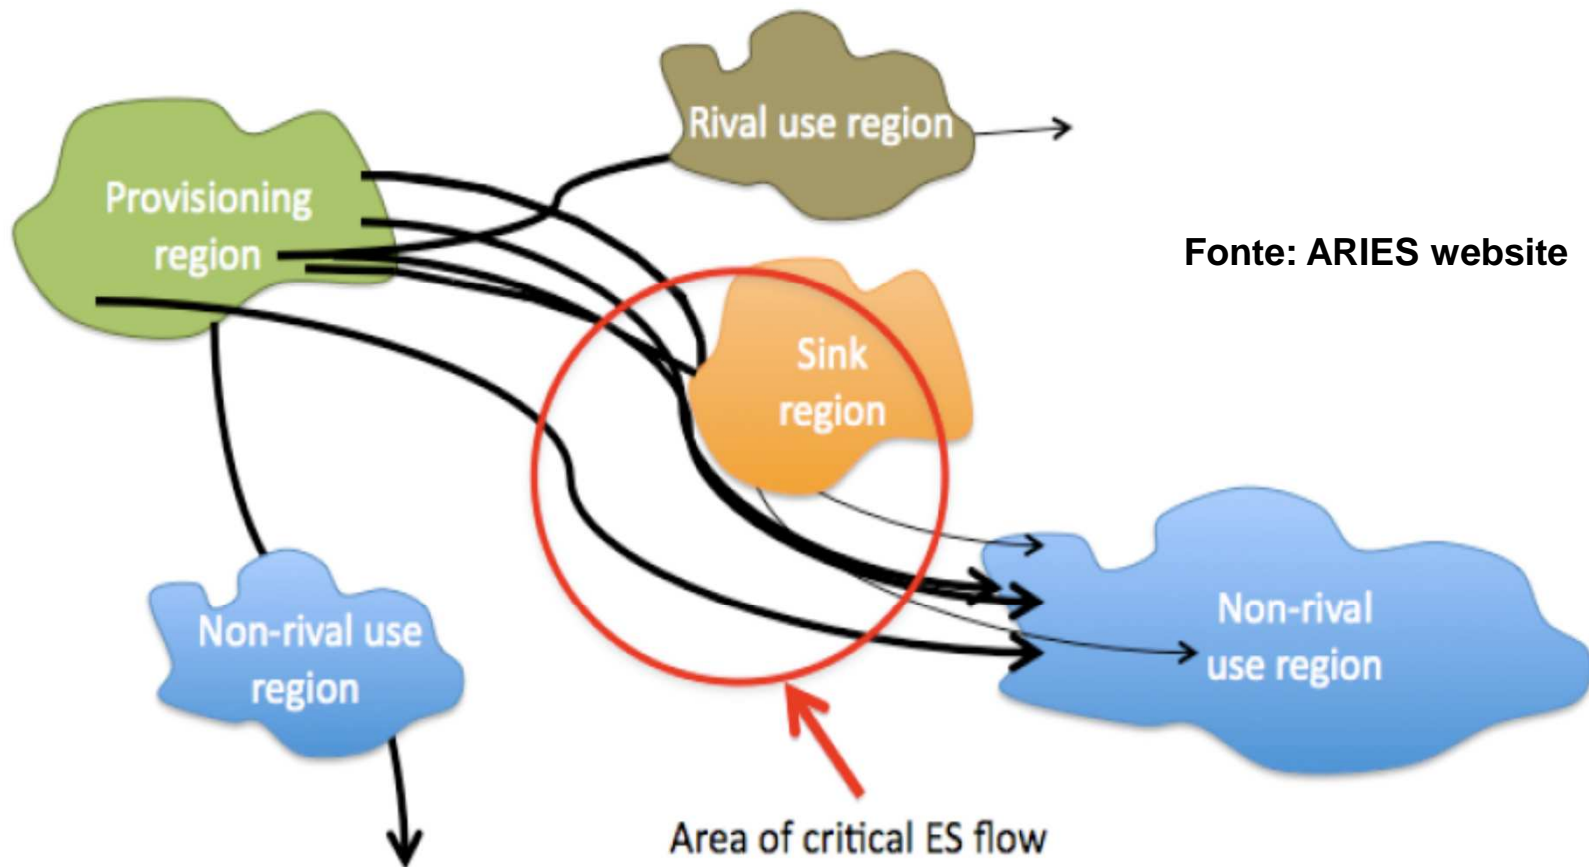 Rival use region
Provisioning
region
Fonte: ARIES website
Sink
region
Non-rival use
region
Non-rival
use region
Area of critical ES flow